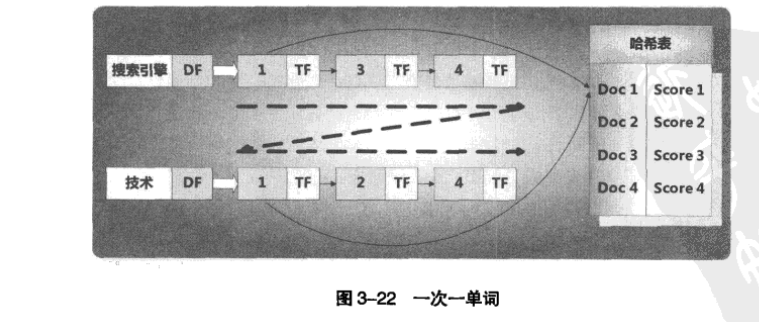 哈希表
搜索引擎 DF 1 TF 3 TF 4 TF
Doc 1 Score 1
Doc 2 Score 2
Doc 3 Score 3
Doc 4 Score 4
技术 DF 1 TF 2 TF 4 TF
图 3-22 一次一单词